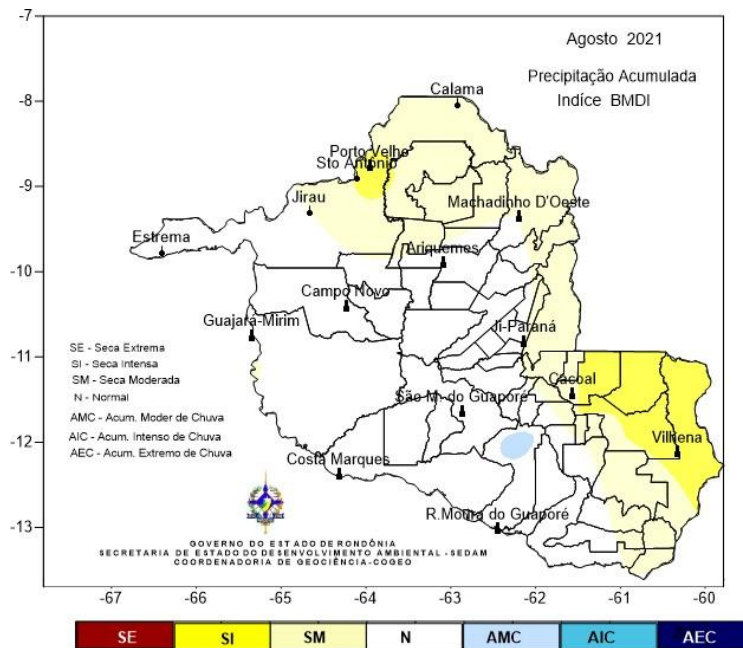 -7
Agosto 2021
Precipitação Acumulada
Indíce BMDI
-8
Calama
Porto Velho
Sto Antônio
-9
Jirau
Machadinho D'Oeste
Estrema
Ariquemes
-10
Campo Novo
Guajará-Mirim
Ji-Paraná
-11
SE - Seca Extrema
SI - Seca Intensa
SM - Seca Moderada
N - Normal
AMC - Acum. Moder de Chuva
AIC - Acum. Intenso de Chuva
AEC - Acum. Extremo de Chuva
Cacoal
São M. do Guaporé
-12
Vilhena
Costa Marques
-13
R.Moura do Guaporé
GOVERNO DO ESTADO DE RONDÔNIA
SECRETARIA DE ESTADO DO DESENVOLVIMENTO AMBIENTAL -SEDAM
COORDENADORIA DE GEOCIÊNCIA-COGEO
-67 -66 -65 -64 -63 -62 -61 -60
SE SI SM N AMC AIC AEC